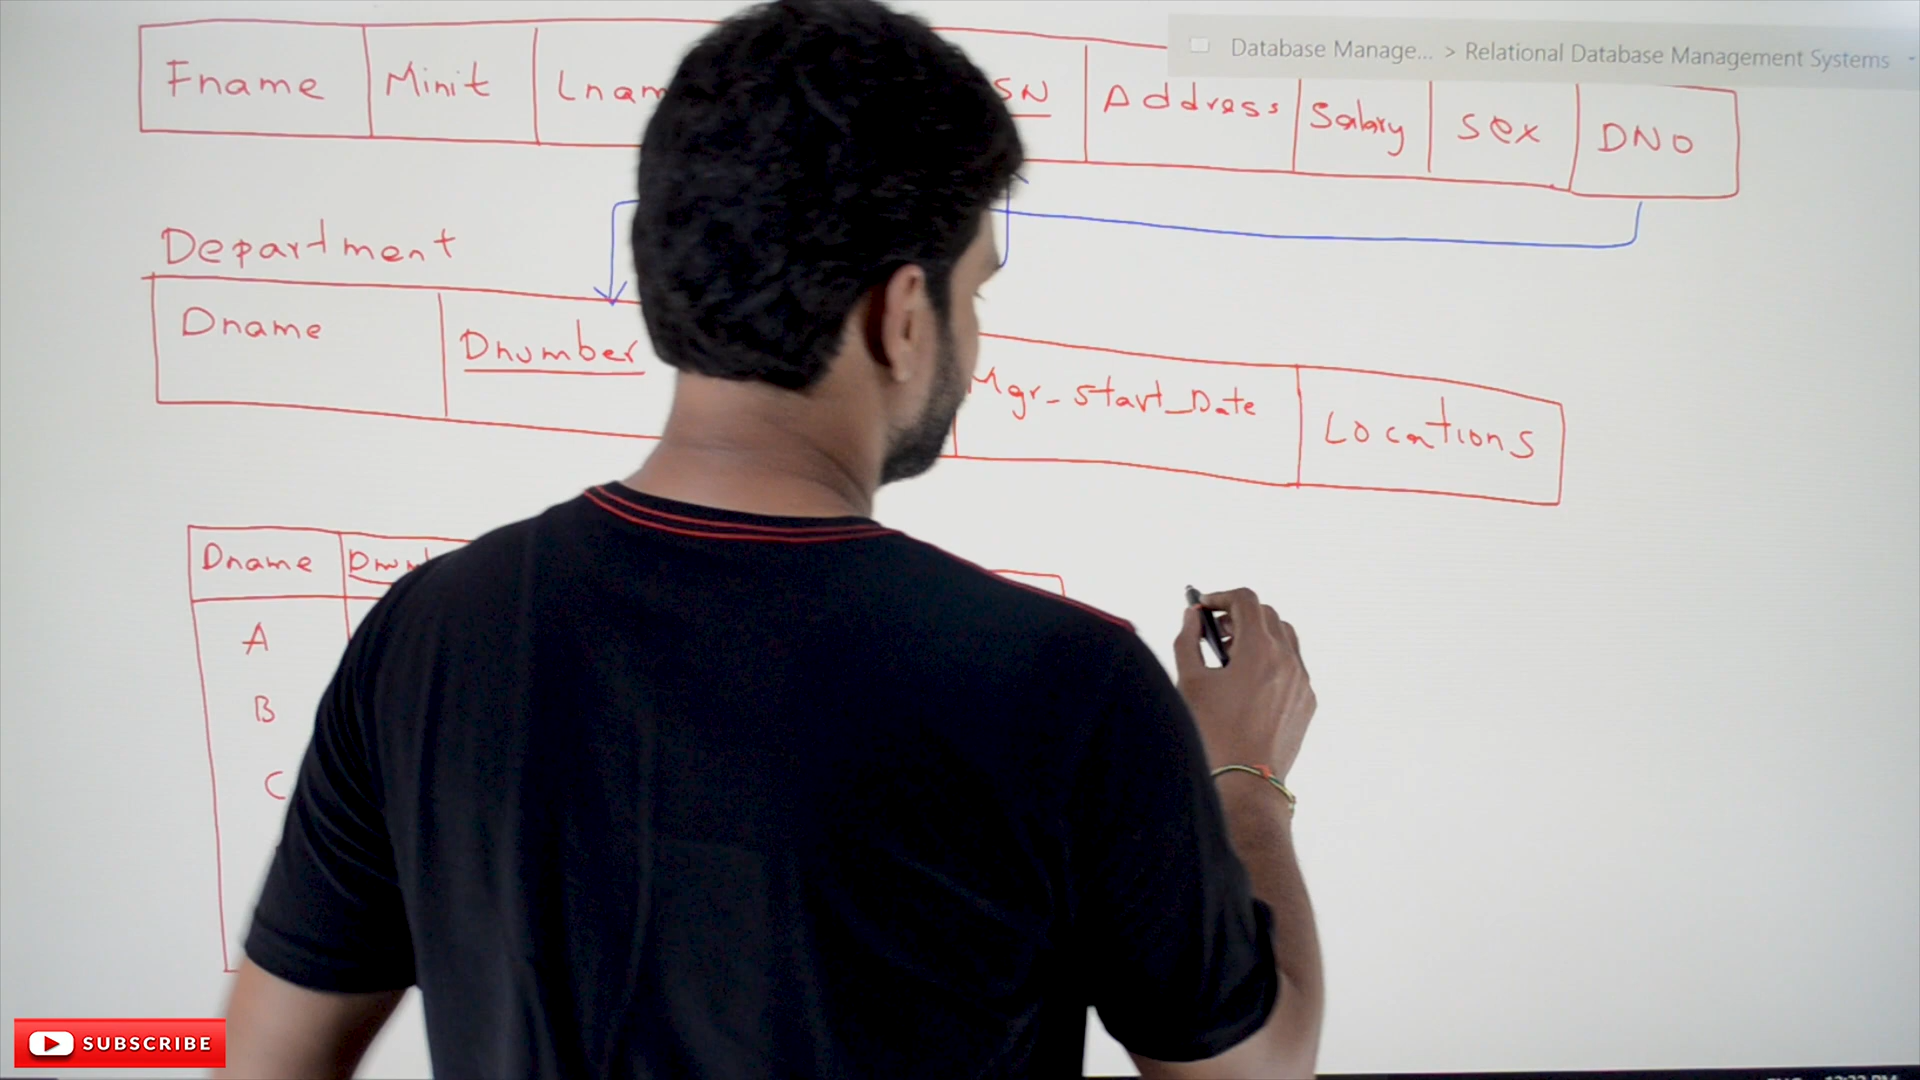 Database Manage... > Relational Database Management Systems
Fname Minit Lnam SN Address Salary Sex DNO
Department
Dname Dnumber Mgr_Start_Date Locations
Dname
A
B
C
SUBSCRIBE